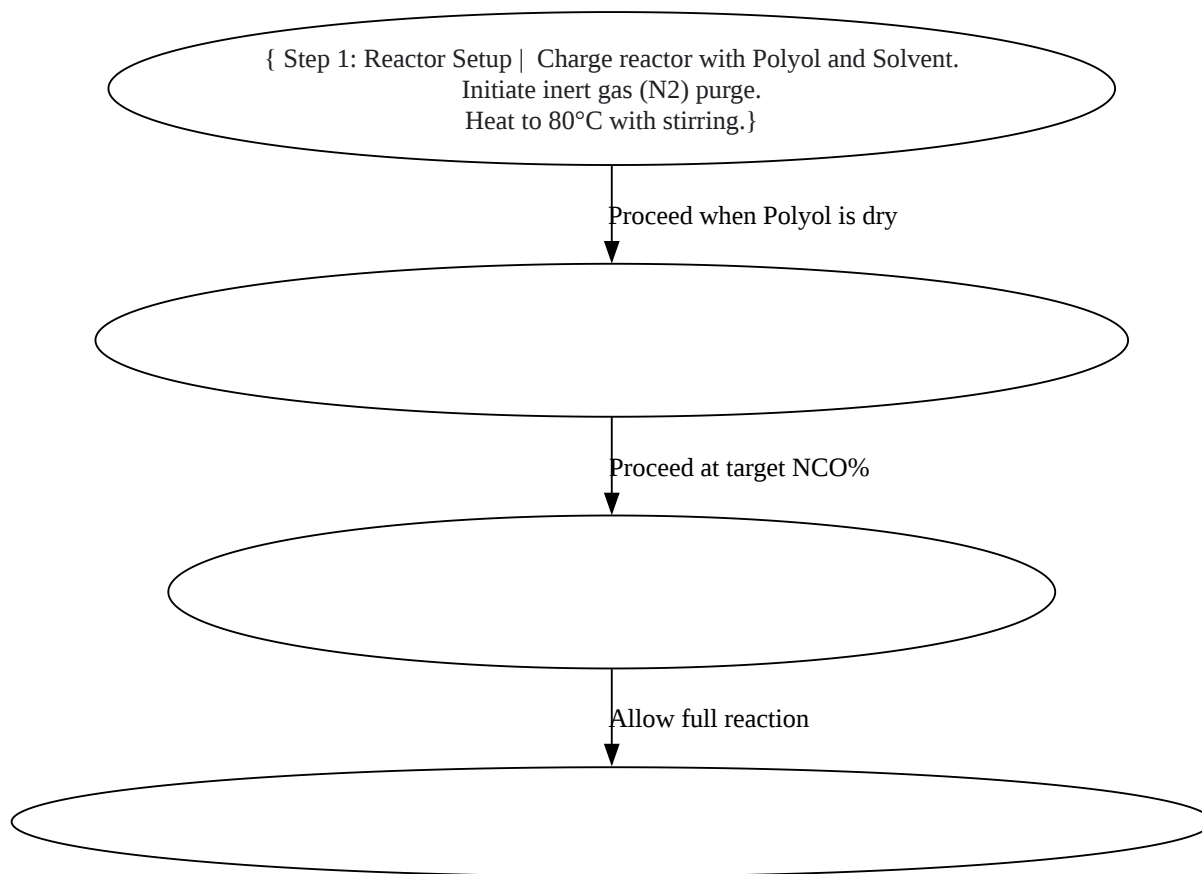 { Step 1: Reactor Setup | Charge reactor with Polyol and Solvent.
Initiate inert gas (N2) purge.
Heat to 80°C with stirring.}
Proceed when Polyol is dry
Proceed at target NCO%
Allow full reaction